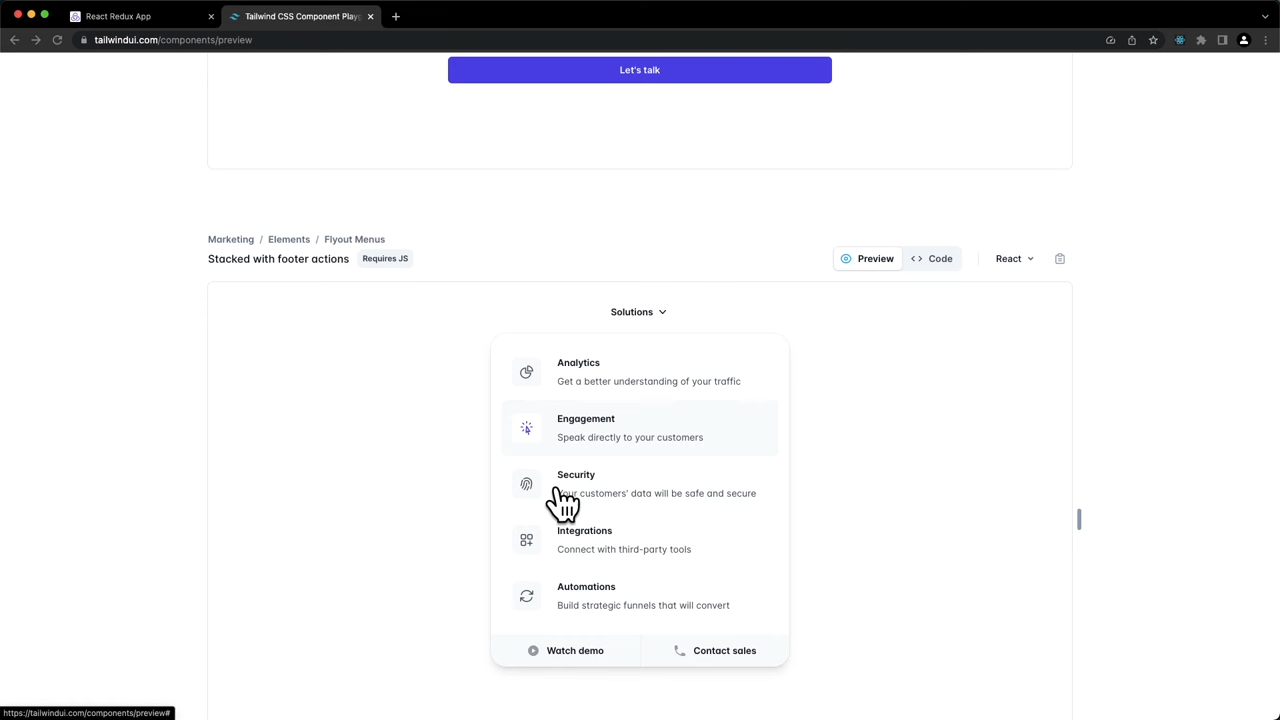 React Redux App
Tailwind CSS Component Playg
tailwindui.com/components/preview
Let's talk
Marketing / Elements / Flyout Menus
Stacked with footer actions Requires JS
Preview Code React
Solutions
Analytics
Get a better understanding of your traffic
Engagement
Speak directly to your customers
Security
Your customers' data will be safe and secure
Integrations
Connect with third-party tools
Automations
Build strategic funnels that will convert
Watch demo Contact sales
https://tailwindui.com/components/preview#